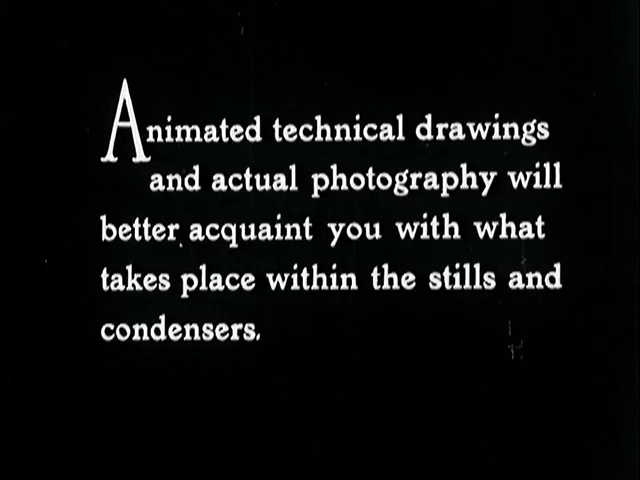 Animated technical drawings
and actual photography will
better acquaint you with what
takes place within the stills and
condensers.